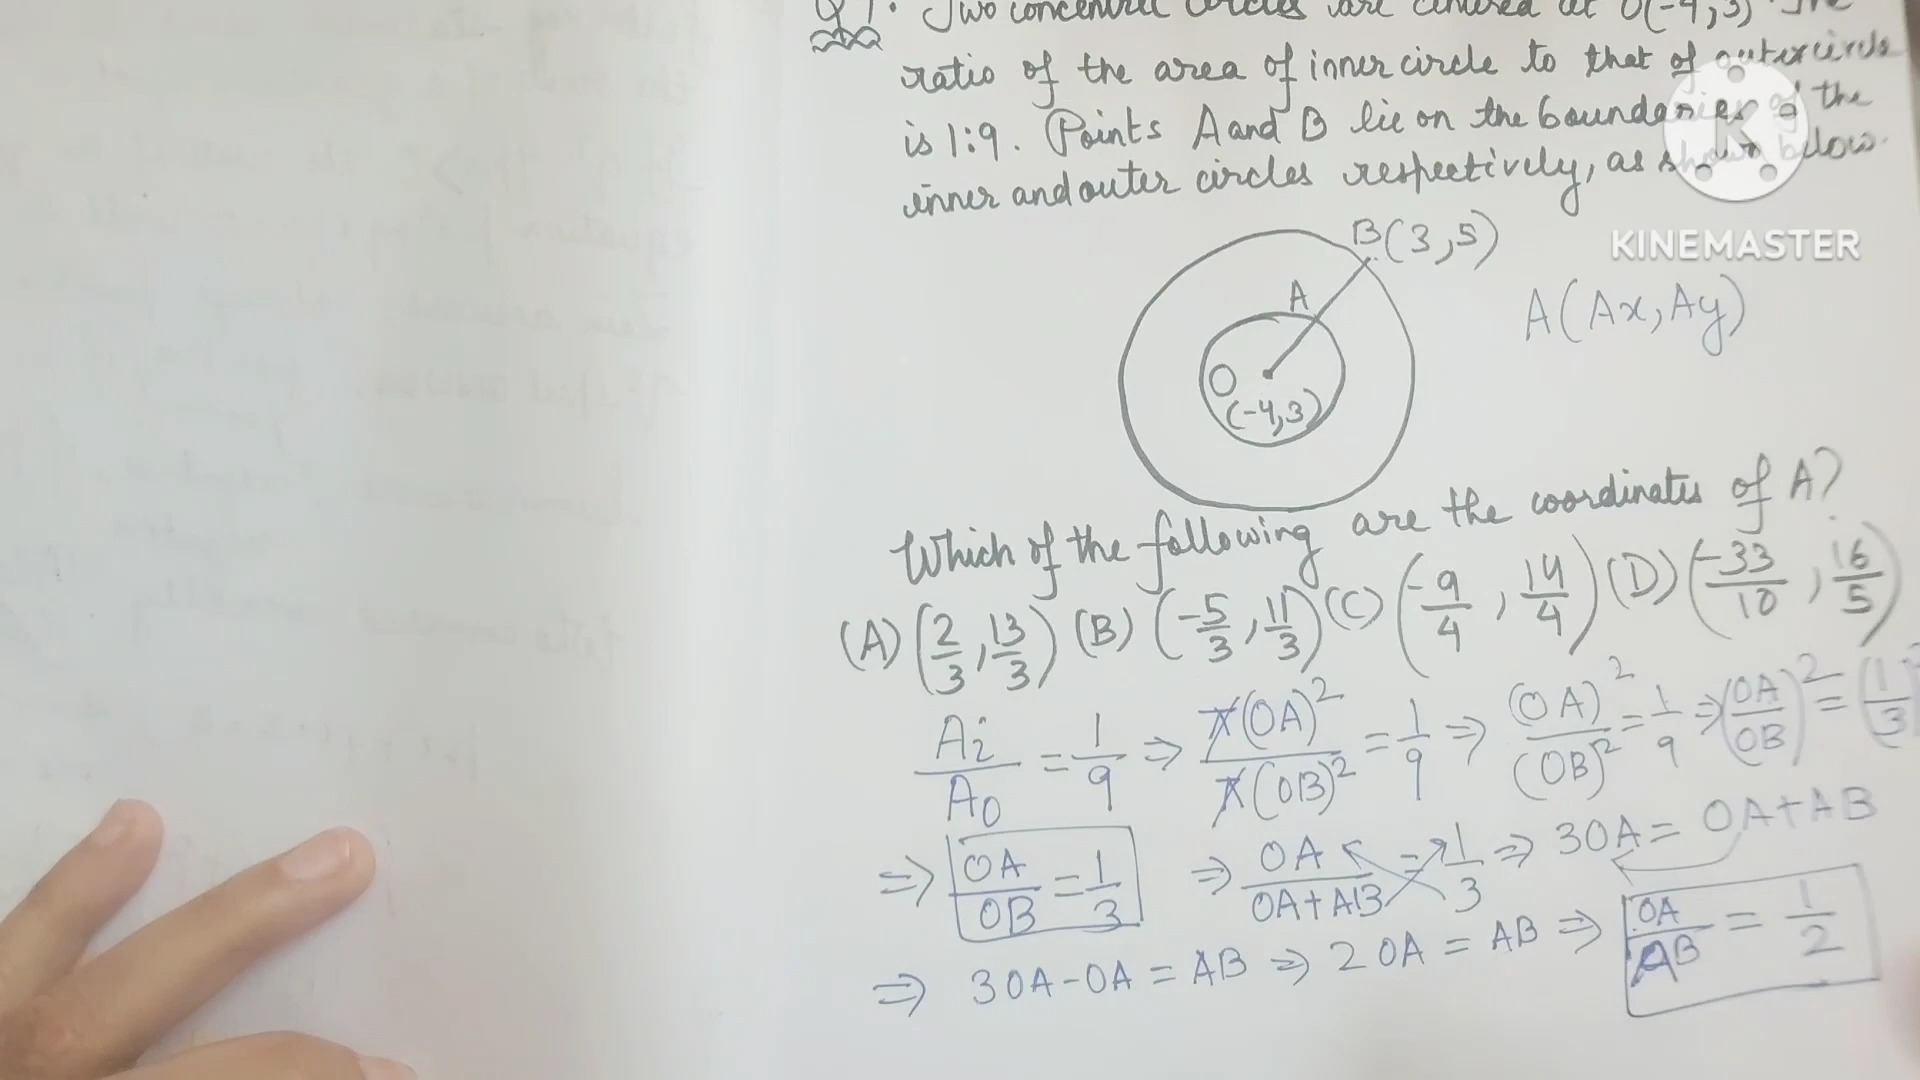 Q 1. Two concentric circles are centered at O(-4,3). The
ratio of the area of inner circle to that of outer circle
is 1:9. Points A and B lie on the boundaries of the
inner and outer circles respectively, as shown below.
B(3,5)
KINEMASTER
A
A(Ax, Ay)
O
(-4,3)
Which of the following are the coordinates of A?
(A) (2/3, 13/3) (B) (-5/3, 11/3) (C) (-9/4, 14/4) (D) (-33/10, 16/5)
Ai/Ao = 1/9 ⇒ π(OA)²/π(OB)² = 1/9 ⇒ (OA)²/(OB)² = 1/9 ⇒ (OA/OB)² = (1/3)²
⇒ OA/OB = 1/3 ⇒ OA/OA+AB = 1/3 ⇒ 3OA = OA+AB
⇒ 3OA-OA = AB ⇒ 2OA = AB ⇒ OA/AB = 1/2